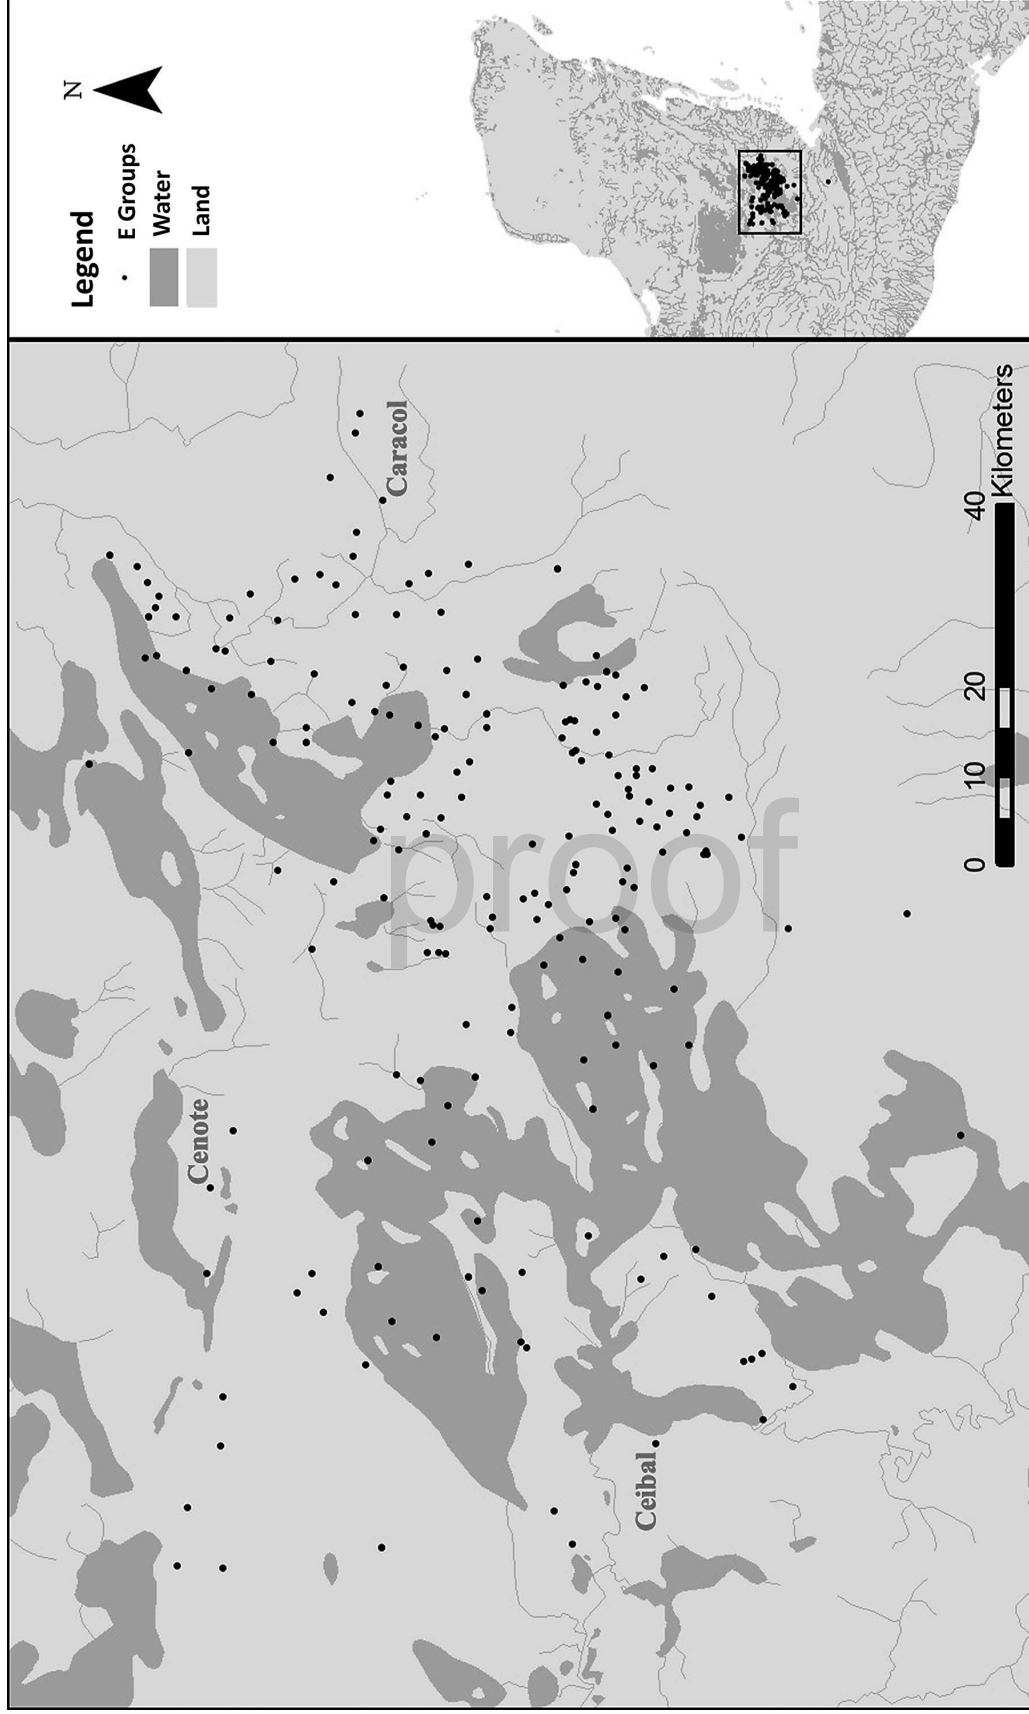 Legend
E Groups
Water
Land
N
Caracol
Cenote
Ceibal
proof
0 10 20 40
Kilometers